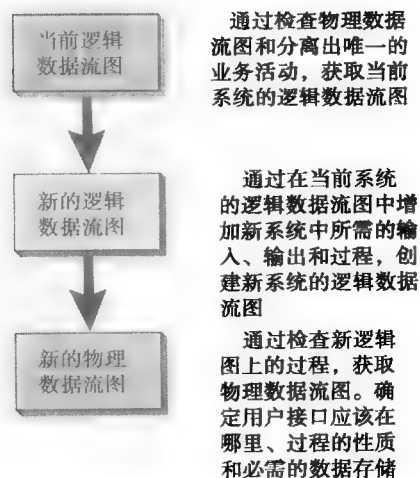 当前逻辑
数据流图
通过检查物理数据
流图和分离出唯一的
业务活动，获取当前
系统的逻辑数据流图
新的逻辑
数据流图
通过在当前系统
的逻辑数据流图中增
加新系统中所需的输
入、输出和过程，创
建新系统的逻辑数据
流图
新的物理
数据流图
通过检查新逻辑
图上的过程，获取
物理数据流图。确
定用户接口应该在
哪里、过程的性质
和必需的数据存储